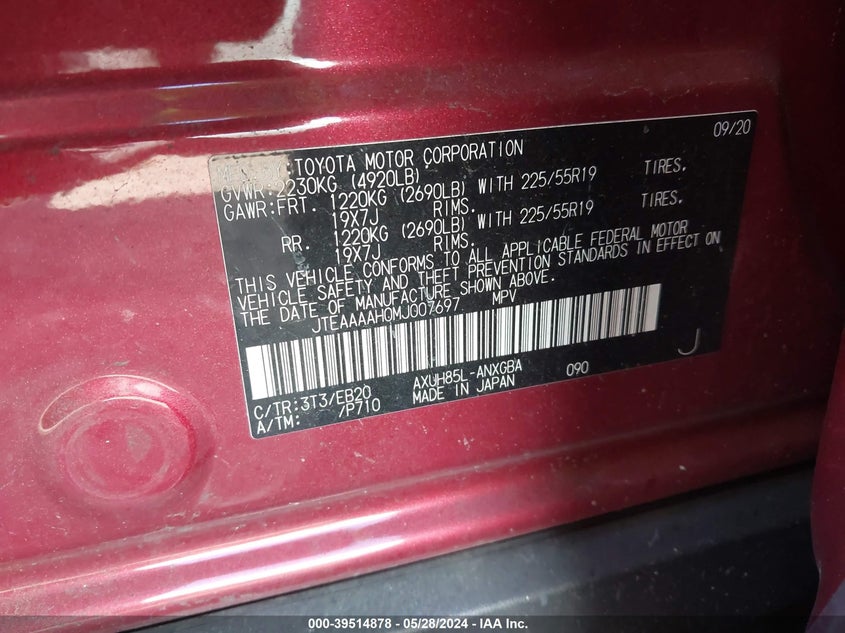 09/20
:TOYOTA MOTOR CORPORATION
GVWR:2230KG (4920LB)
GAWR:FRT. 1220KG (2690LB) WITH 225/55R19 TIRES.
19X7J RIMS.
RR. 1220KG (2690LB) WITH 225/55R19 TIRES.
19X7J RIMS.
THIS VEHICLE CONFORMS TO ALL APPLICABLE FEDERAL MOTOR
VEHICLE SAFETY AND THEFT PREVENTION STANDARDS IN EFFECT ON
THE DATE OF MANUFACTURE SHOWN ABOVE.
JTEAAAAH0MJ007697 MPV
J
C/TR:3T3/EB20 AXUH85L-ANXGBA 090
A/TM: /P710 MADE IN JAPAN
000-39514878 - 05/28/2024 - IAA Inc.